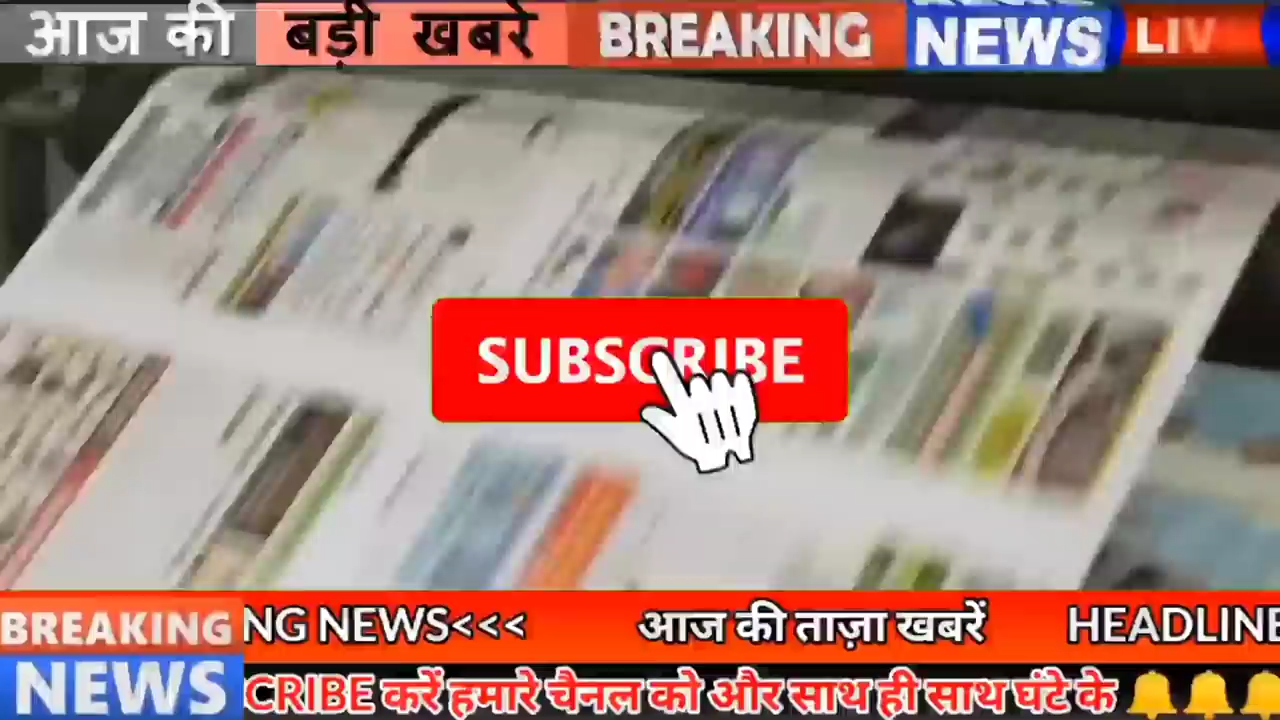 आज की बड़ी खबरे BREAKING NEWS LIV
SUBSCRIBE
BREAKING NEWS
NG NEWS<<< आज की ताज़ा खबरें HEADLINE
CRIBE करें हमारे चैनल को और साथ ही साथ घंटे के 🔔🔔🔔